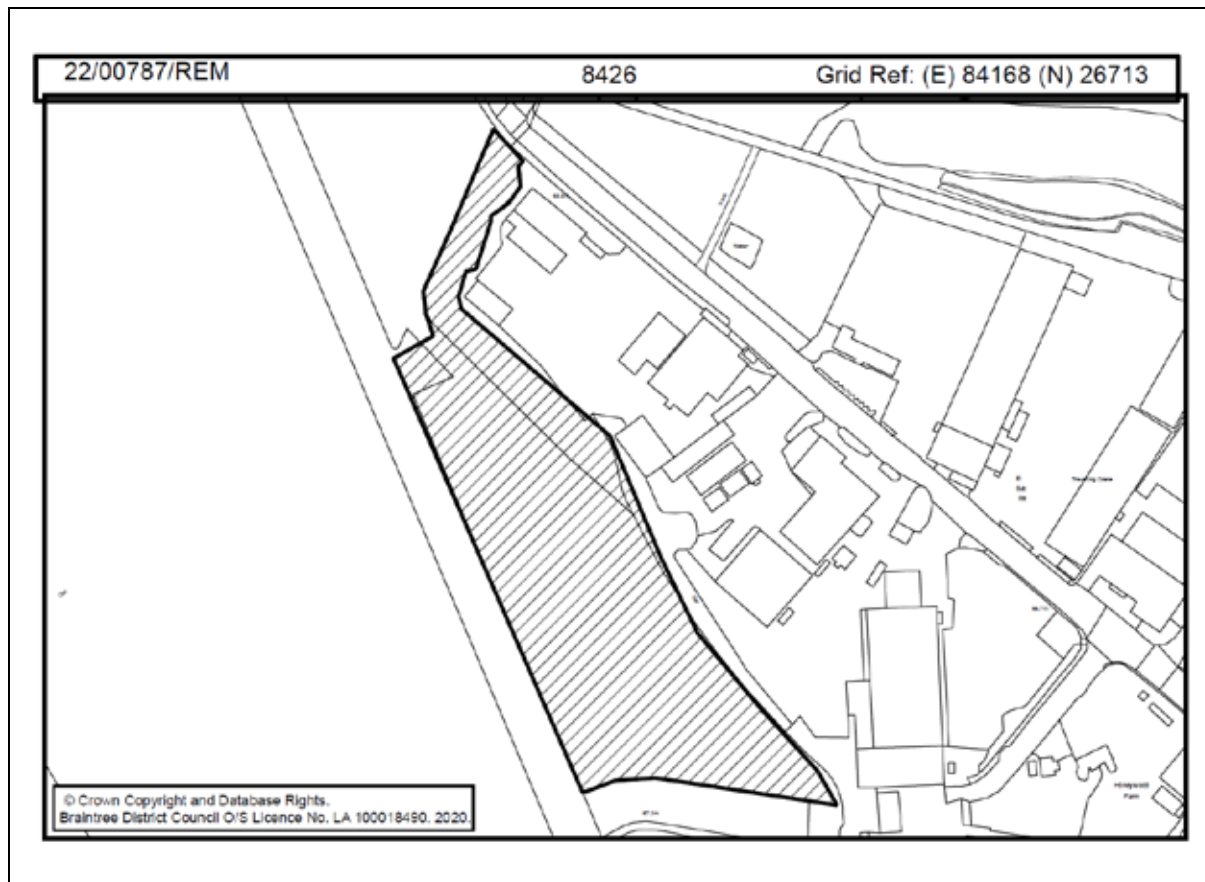 22/00787/REM 8426 Grid Ref: (E) 84168 (N) 26713
© Crown Copyright and Database Rights.
Braintree District Council O/S Licence No. LA 100018490. 2020.